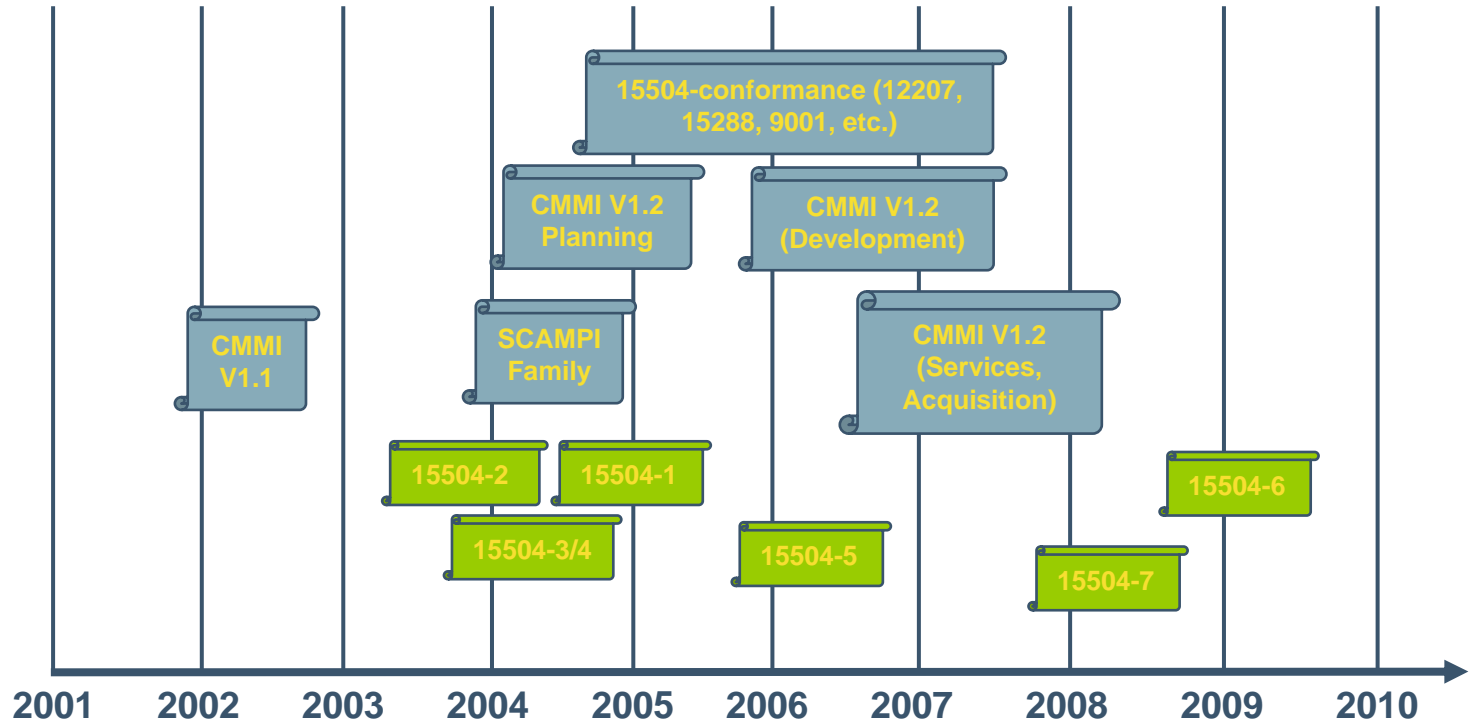 15504-conformance (12207,
15288, 9001, etc.)
CMMI V1.2
Planning
CMMI V1.2
(Development)
CMMI
V1.1
SCAMPI
Family
CMMI V1.2
(Services,
Acquisition)
15504-2
15504-1
15504-6
15504-3/4
15504-5
15504-7
2001 2002 2003 2004 2005 2006 2007 2008 2009 2010